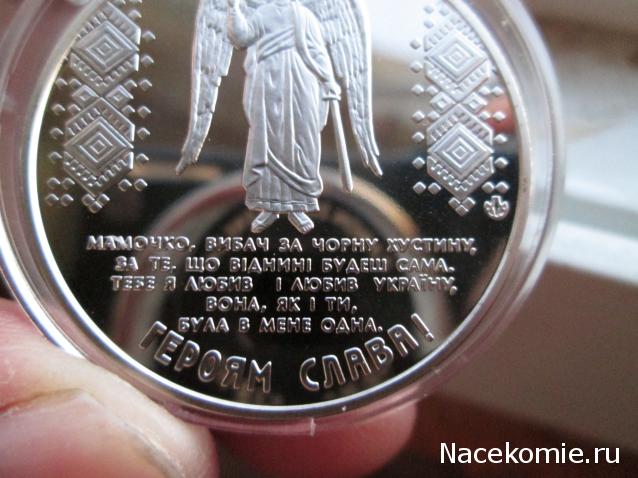 МАМОЧКО, ВИБАЧ ЗА ЧОРНУ ХУСТИНУ,
ЗА ТЕ, ЩО ВІДНИНІ БУДЕШ САМА.
ТЕБЕ Я ЛЮБИВ І ЛЮБИВ УКРАЇНУ,
ВОНА, ЯК І ТИ,
БУЛА В МЕНЕ ОДНА.
ГЕРОЯМ СЛАВА!
Nacekomie.ru